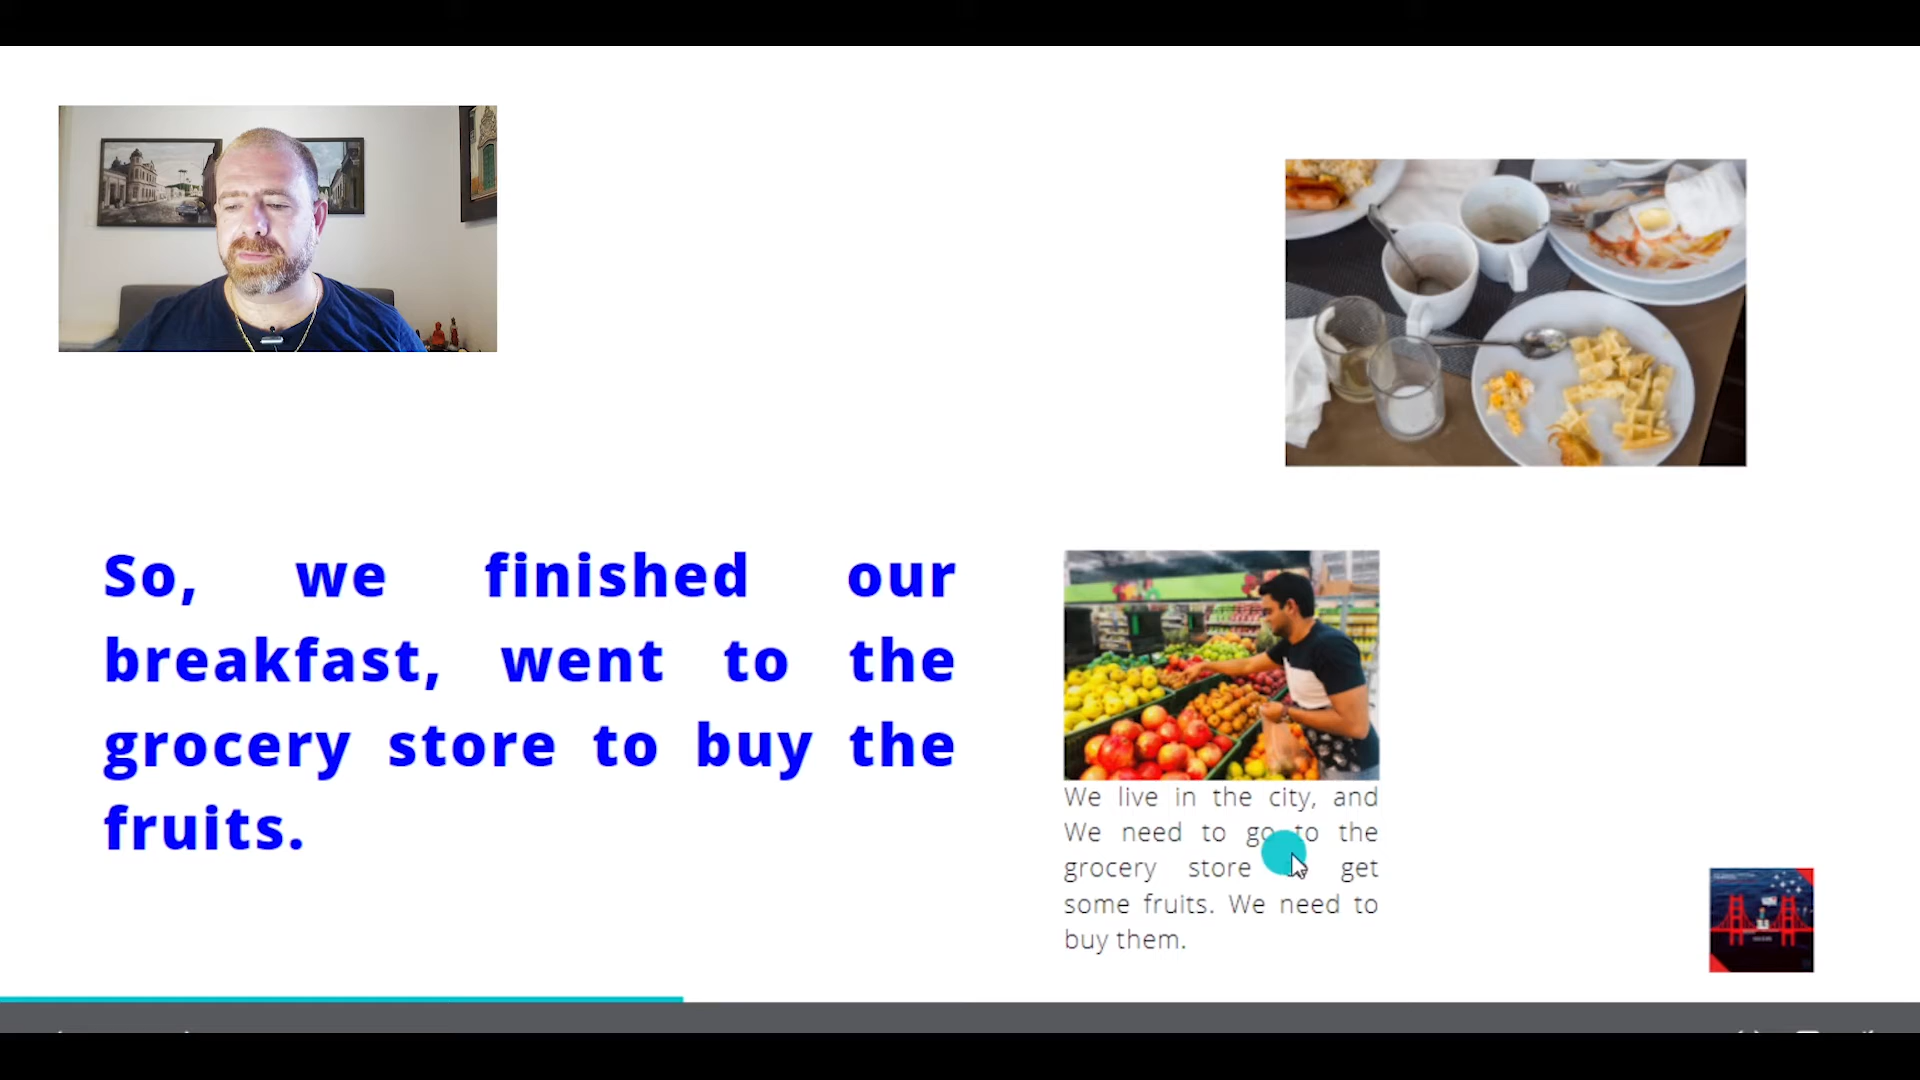 So, we finished our
breakfast, went to the
grocery store to buy the
fruits.
We live in the city, and
We need to go to the
grocery store get
some fruits. We need to
buy them.